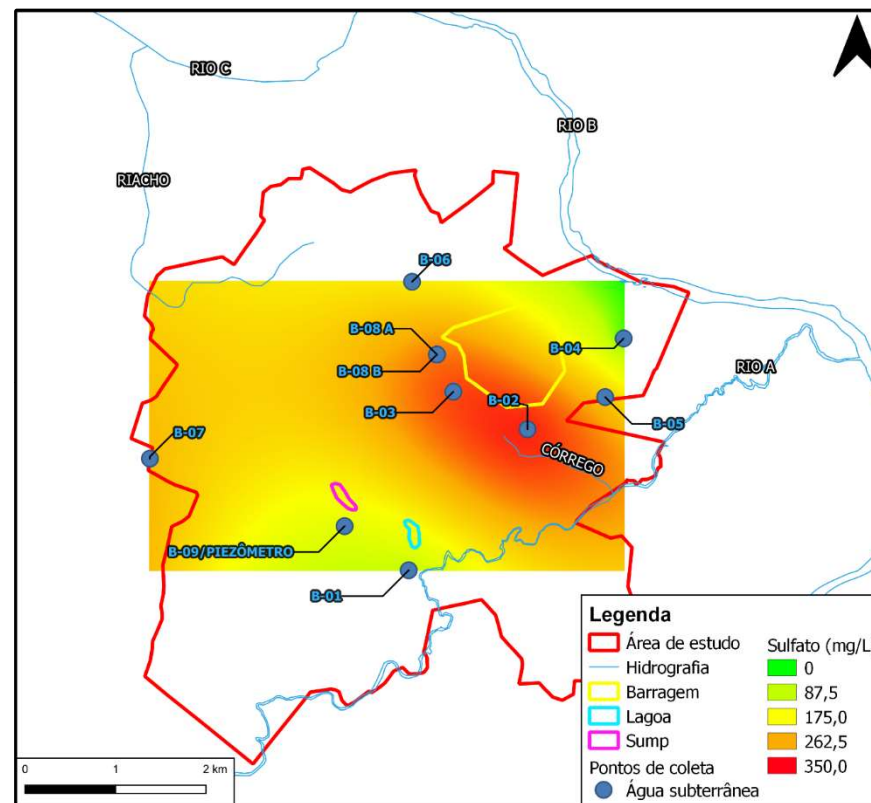 RIO C
RIO B
RIACHO
B-06
B-08 A
B-04
B-08 B
RIO A
B-03
B-02
B-05
B-07
CÓRREGO
B-09/PIEZÔMETRO
B-01
Legenda
Área de estudo
Hidrografia
Barragem
Lagoa
Sump
Pontos de coleta
Água subterrânea
Sulfato (mg/L
0
87,5
175,0
262,5
350,0
0 1 2 km